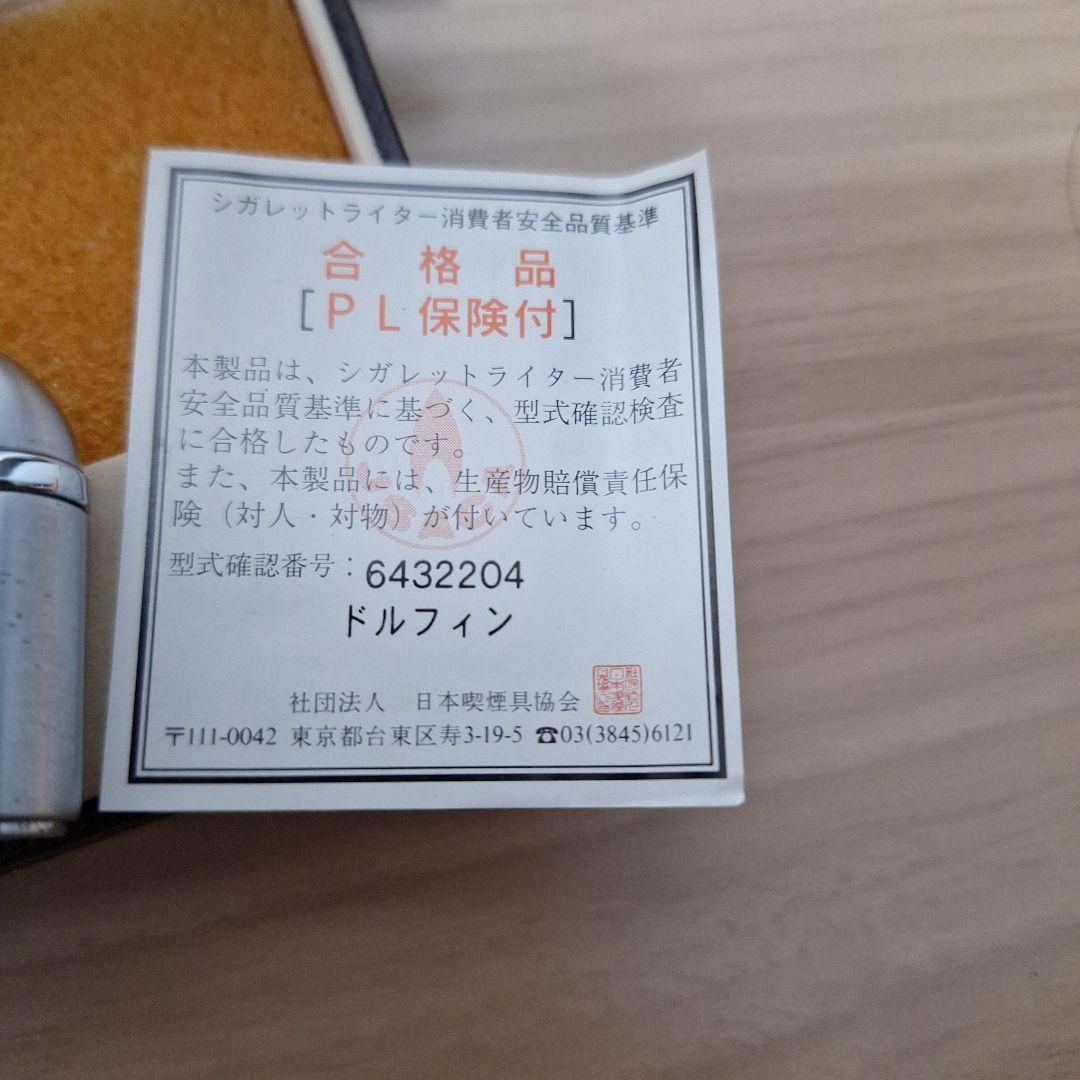 シガレットライター消費者安全品質基準
合格品
[PL保険付]
本製品は、シガレットライター消費者
安全品質基準に基づく、型式確認検査
に合格したものです。
また、本製品には、生産物賠償責任保
険（対人・対物）が付いています。
型式確認番号：6432204
ドルフィン
社団法人 日本喫煙具協会
〒111-0042 東京都台東区寿3-19-5 ☎03(3845)6121